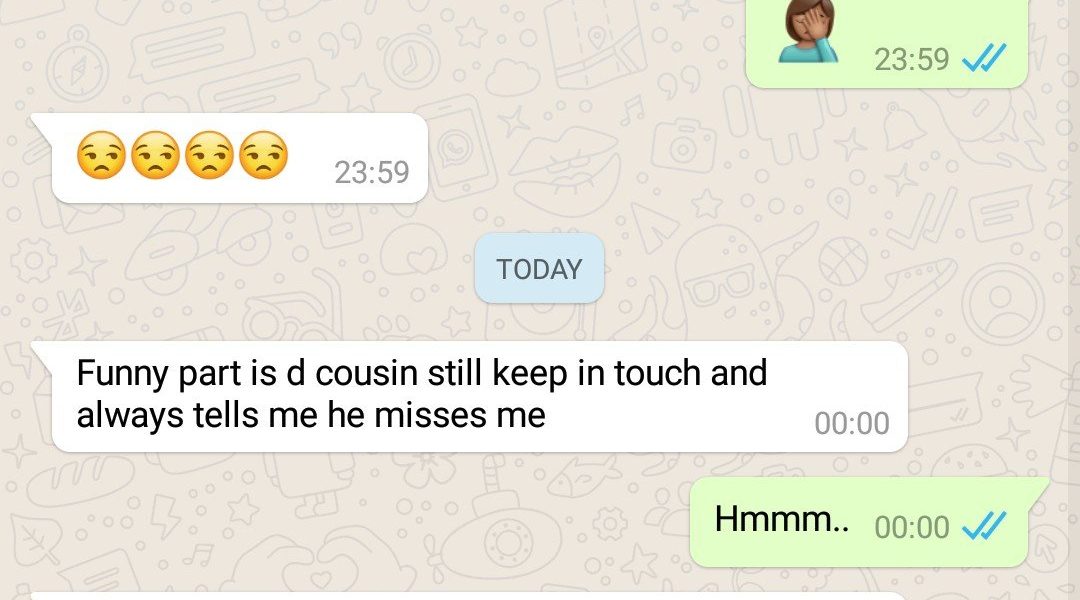 23:59
😒😒😒😒 23:59
TODAY
Funny part is d cousin still keep in touch and
always tells me he misses me 00:00
Hmmm.. 00:00